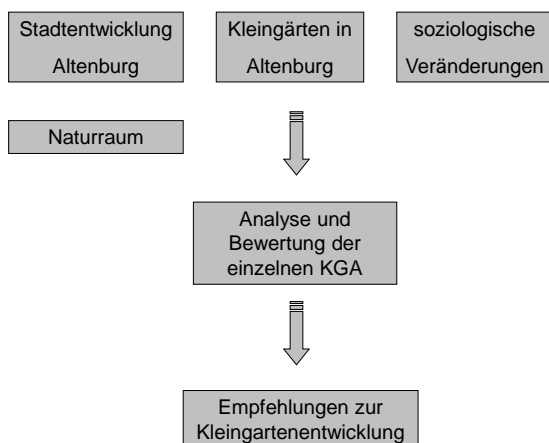 Stadtentwicklung
Altenburg
Kleingärten in
Altenburg
soziologische
Veränderungen
Naturraum
Analyse und
Bewertung der
einzelnen KGA
Empfehlungen zur
Kleingartenentwicklung